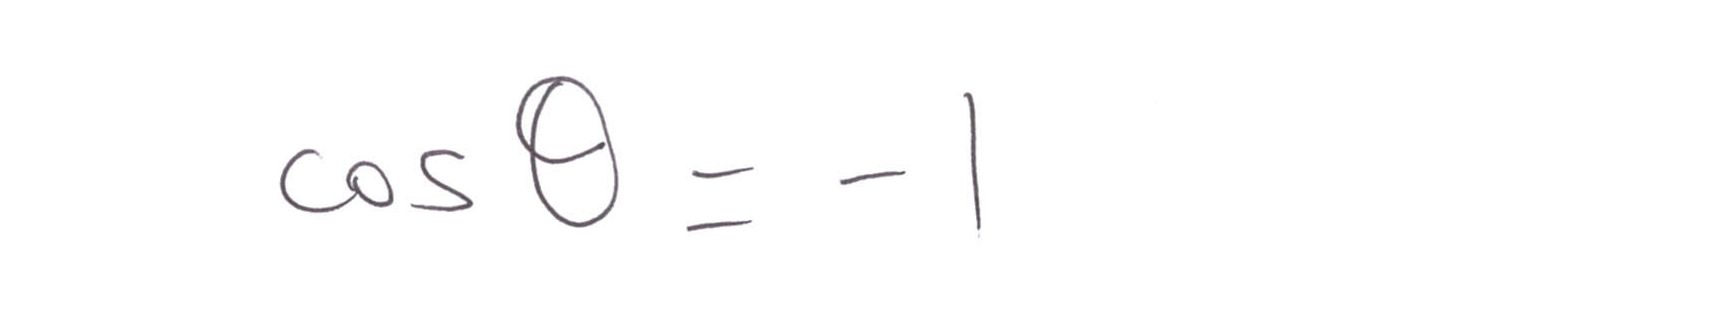 cos θ = - 1